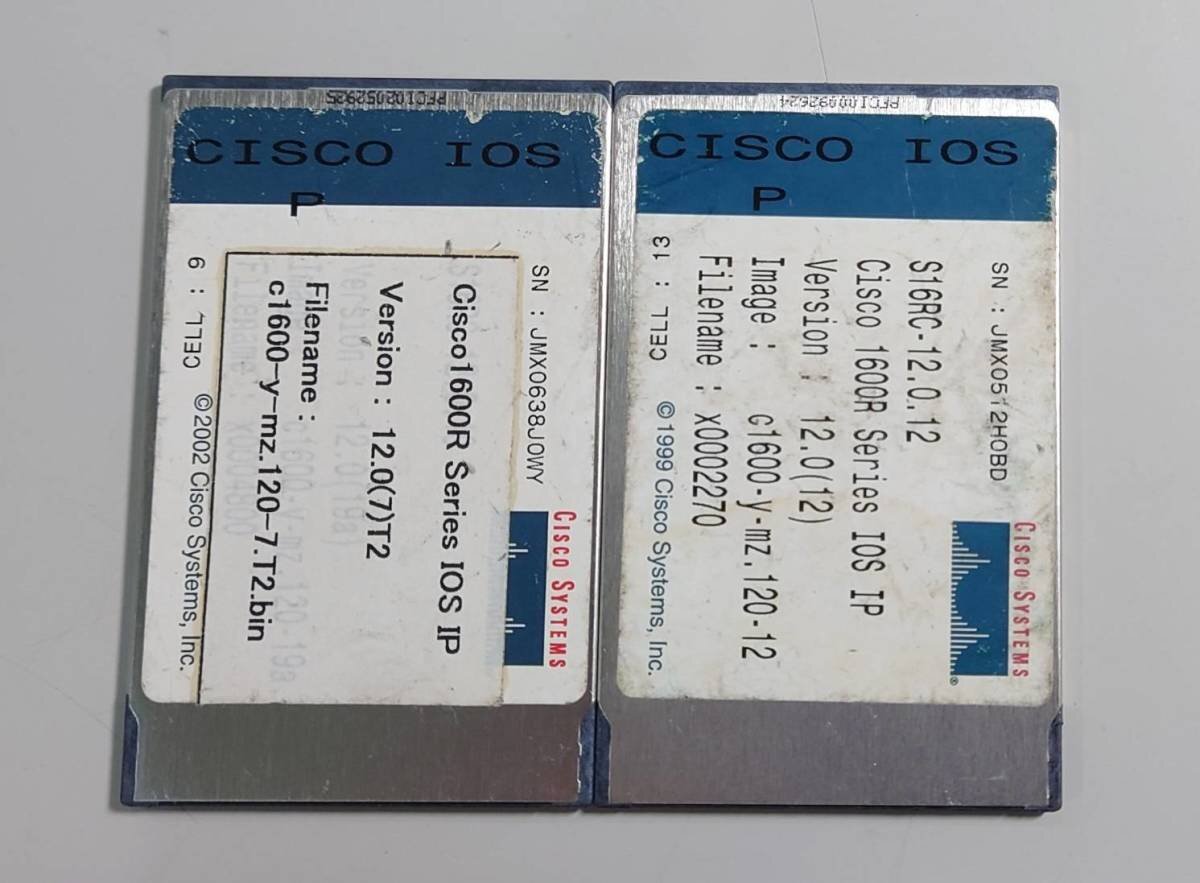 PFCI02052925
CISCO IOS
P
SN : JMX0638J0WY
CISCO SYSTEMS
Cisco1600R Series IOS IP
Version : 12.0(7)T2
Filename :
c1600-y-mz.120-7.T2.bin
CELL : 6
©2002 Cisco Systems, Inc.
PFCI00092624
CISCO IOS
P
SN : JMX0512H0BD
CISCO SYSTEMS
S16RC-12.0.12
Cisco 1600R Series IOS IP
Version : 12.0(12)
Image : c1600-y-mz.120-12
Filename : x0002270
CELL : 13
©1999 Cisco Systems, Inc.